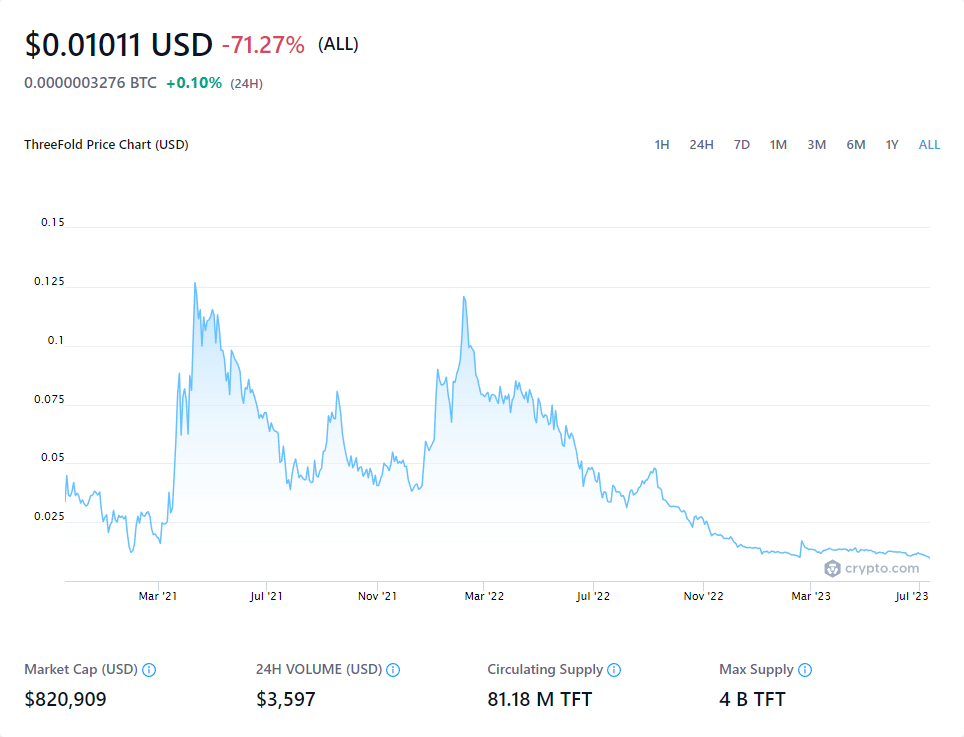 $0.01011 USD -71.27% (ALL)
0.0000003276 BTC +0.10% (24H)
ThreeFold Price Chart (USD) 1H 24H 7D 1M 3M 6M 1Y ALL
0.15
0.125
0.1
0.075
0.05
0.025
crypto.com
Mar '21 Jul '21 Nov '21 Mar '22 Jul '22 Nov '22 Mar '23 Jul '23
Market Cap (USD) 24H VOLUME (USD) Circulating Supply Max Supply
$820,909 $3,597 81.18 M TFT 4 B TFT